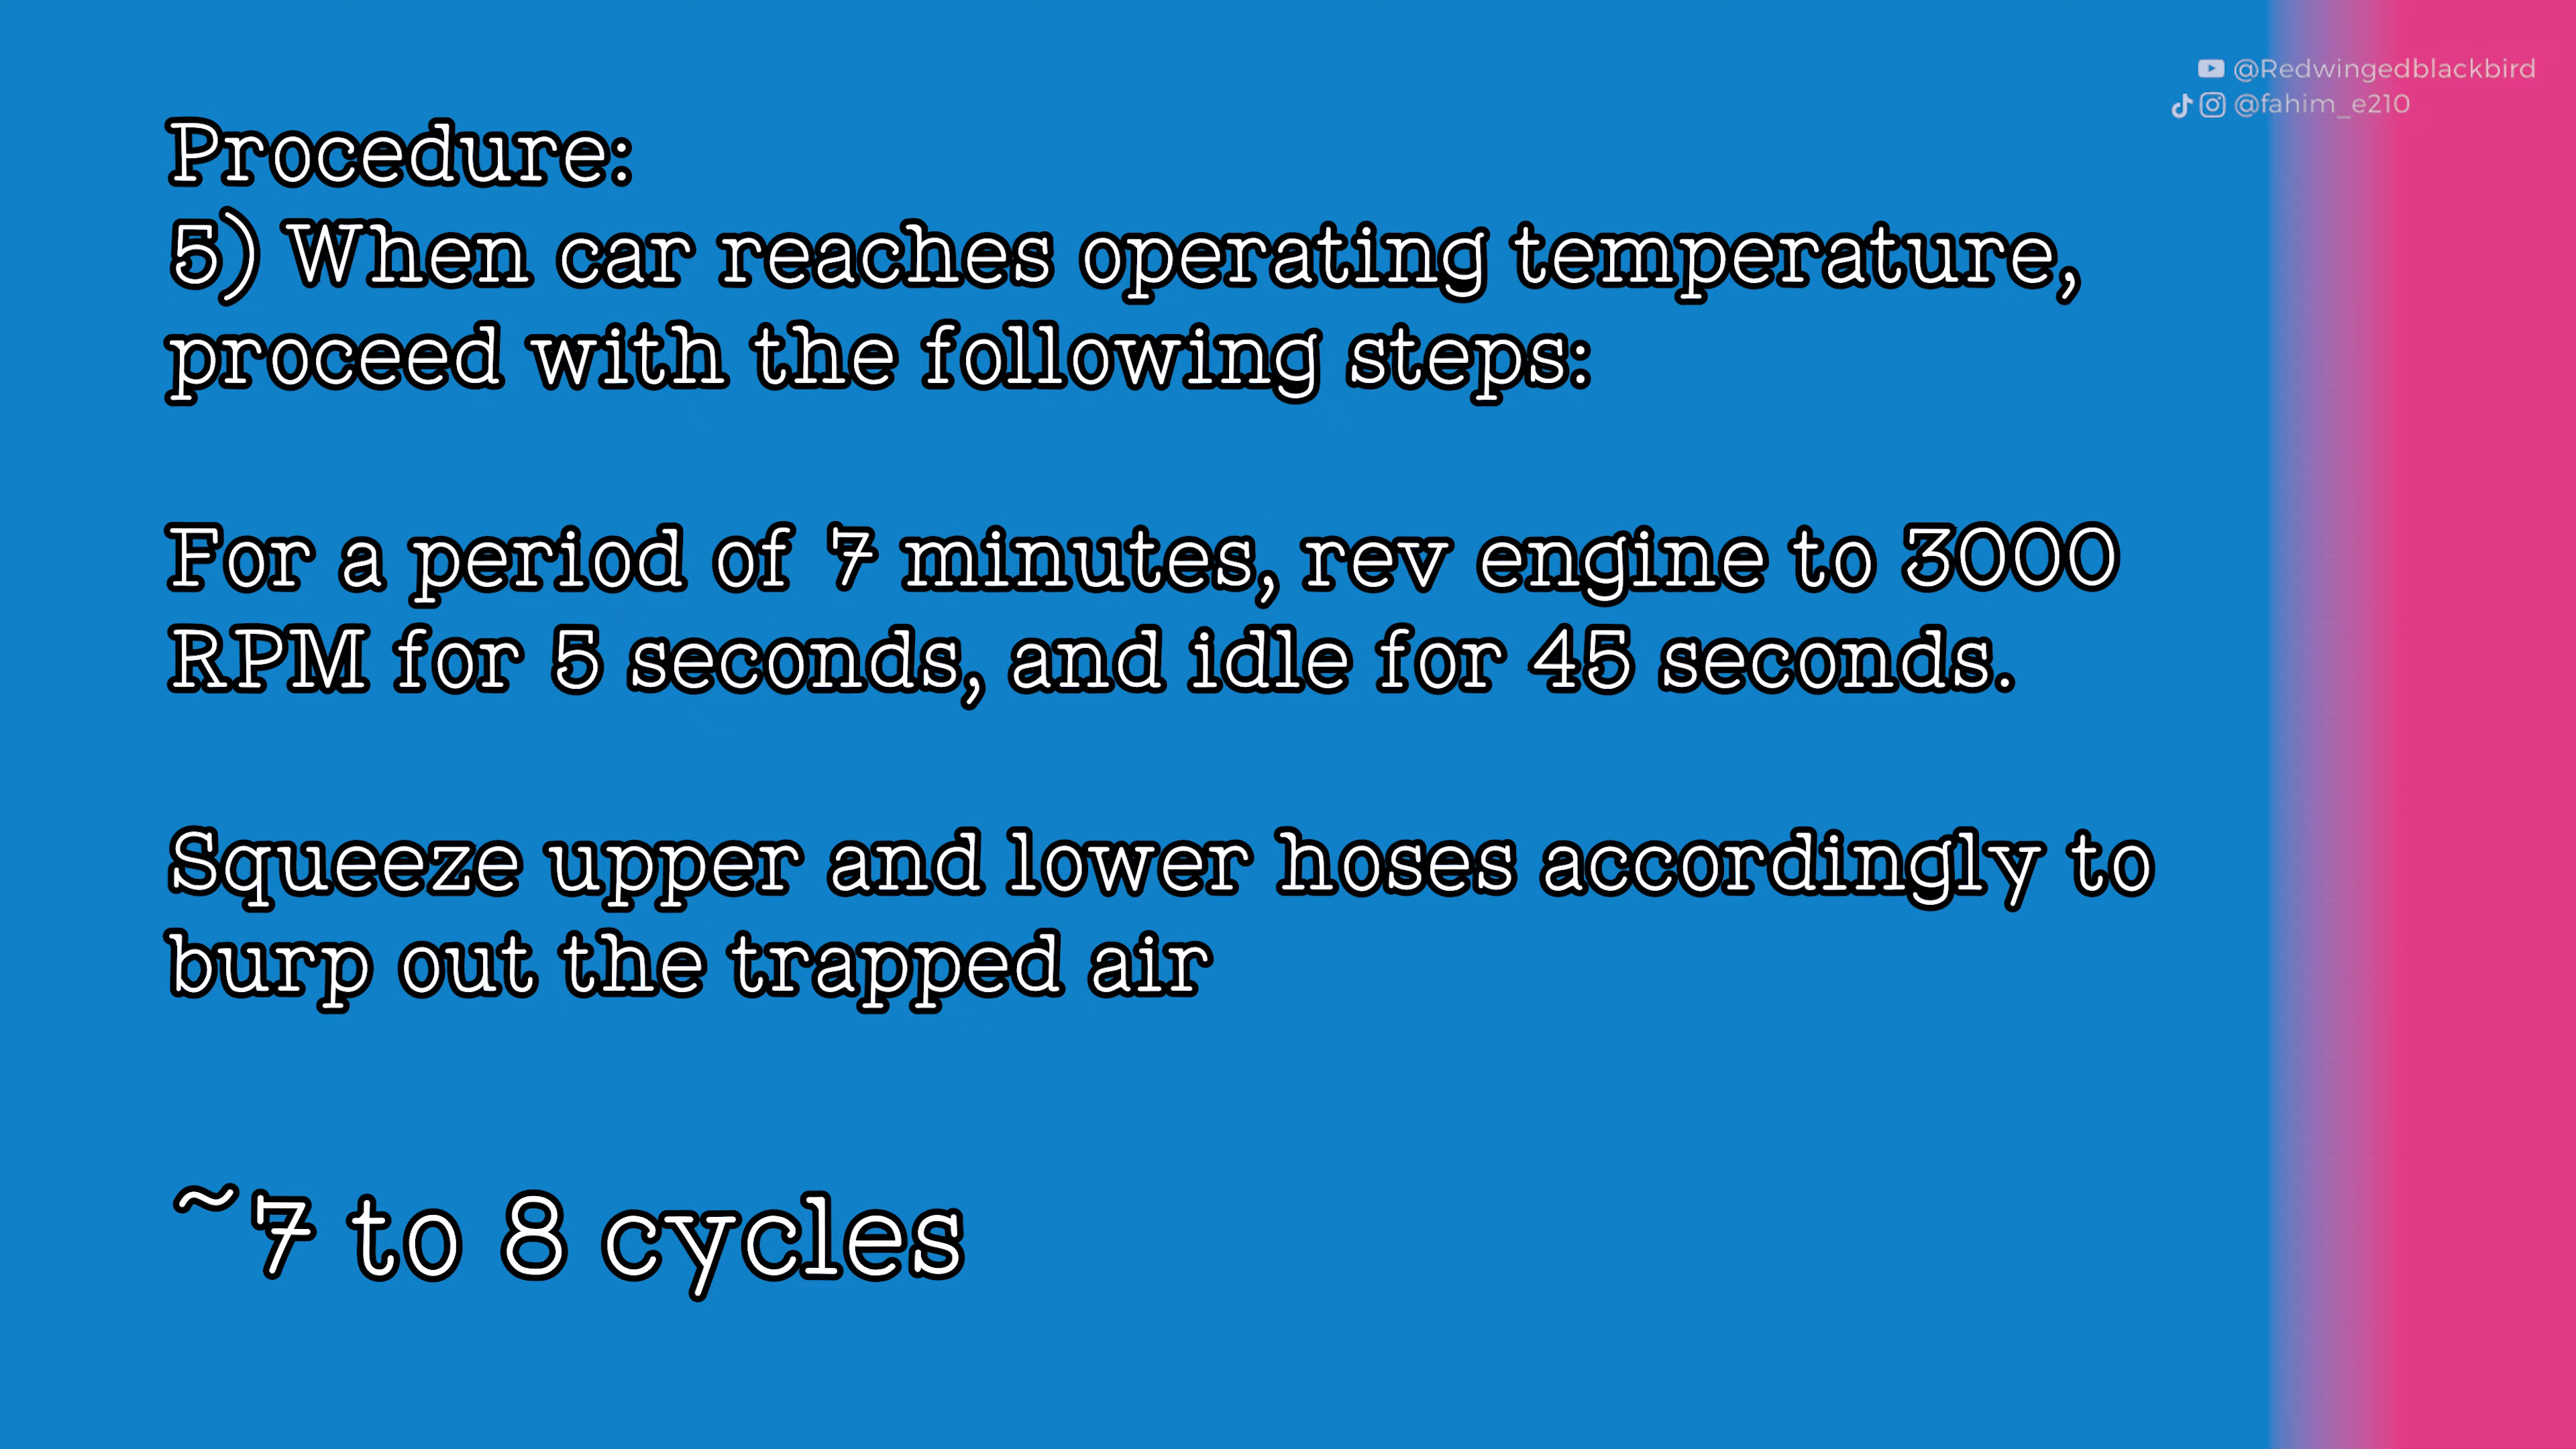 @Redwingedblackbird
@fahim_e210
Procedure:
5) When car reaches operating temperature,
proceed with the following steps:
For a period of 7 minutes, rev engine to 3000
RPM for 5 seconds, and idle for 45 seconds.
Squeeze upper and lower hoses accordingly to
burp out the trapped air
~7 to 8 cycles